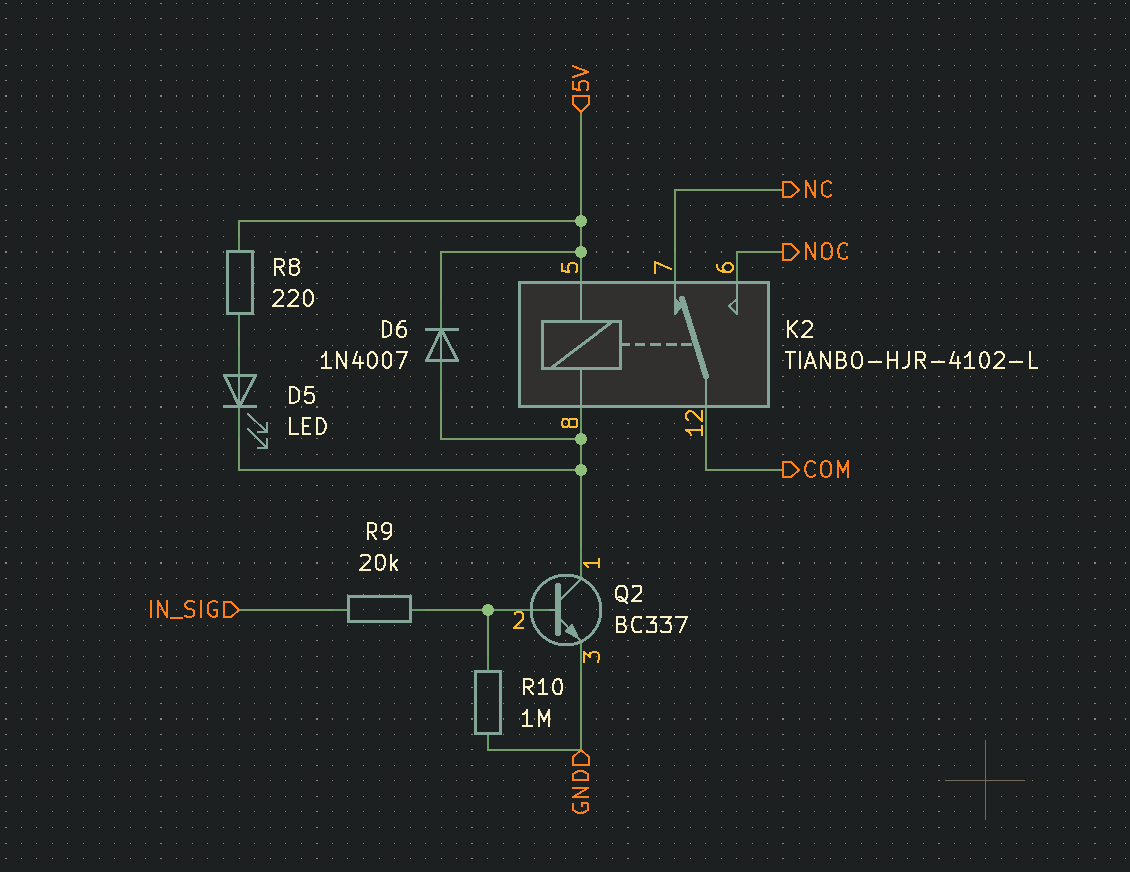 5V
NC
NOC
R8
220
5
7
6
D6
1N4007
K2
TIANBO-HJR-4102-L
D5
LED
8
12
COM
R9
20k
1
IN_SIG
2
Q2
BC337
3
R10
1M
GND